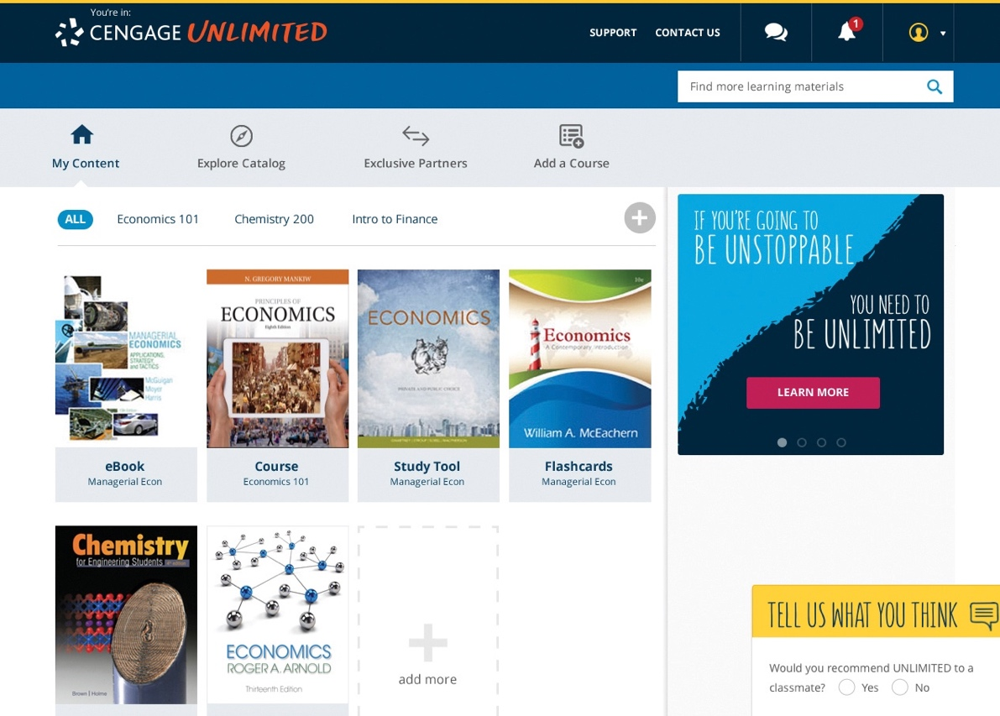 You're in:
CENGAGE UNLIMITED
SUPPORT
CONTACT US
1
Find more learning materials
My Content
Explore Catalog
Exclusive Partners
Add a Course
ALL
Economics 101
Chemistry 200
Intro to Finance
IF YOU'RE GOING TO
BE UNSTOPPABLE
YOU NEED TO
BE UNLIMITED
LEARN MORE
MANAGERIAL
ECONOMICS
APPLICATIONS,
STRATEGY,
and TACTICS
McGuigan
Moyer
Harris
eBook
Managerial Econ
N. GREGORY MANKIW
PRINCIPLES OF
ECONOMICS
Eighth Edition
Course
Economics 101
ECONOMICS
PRIVATE AND PUBLIC CHOICE
Study Tool
Managerial Econ
10e
Economics
A Contemporary Introduction
William A. McEachern
Flashcards
Managerial Econ
Chemistry
for Engineering Students
Brown | Holme
ECONOMICS
ROGER A. ARNOLD
Thirteenth Edition
add more
TELL US WHAT YOU THINK
Would you recommend UNLIMITED to a
classmate? Yes No